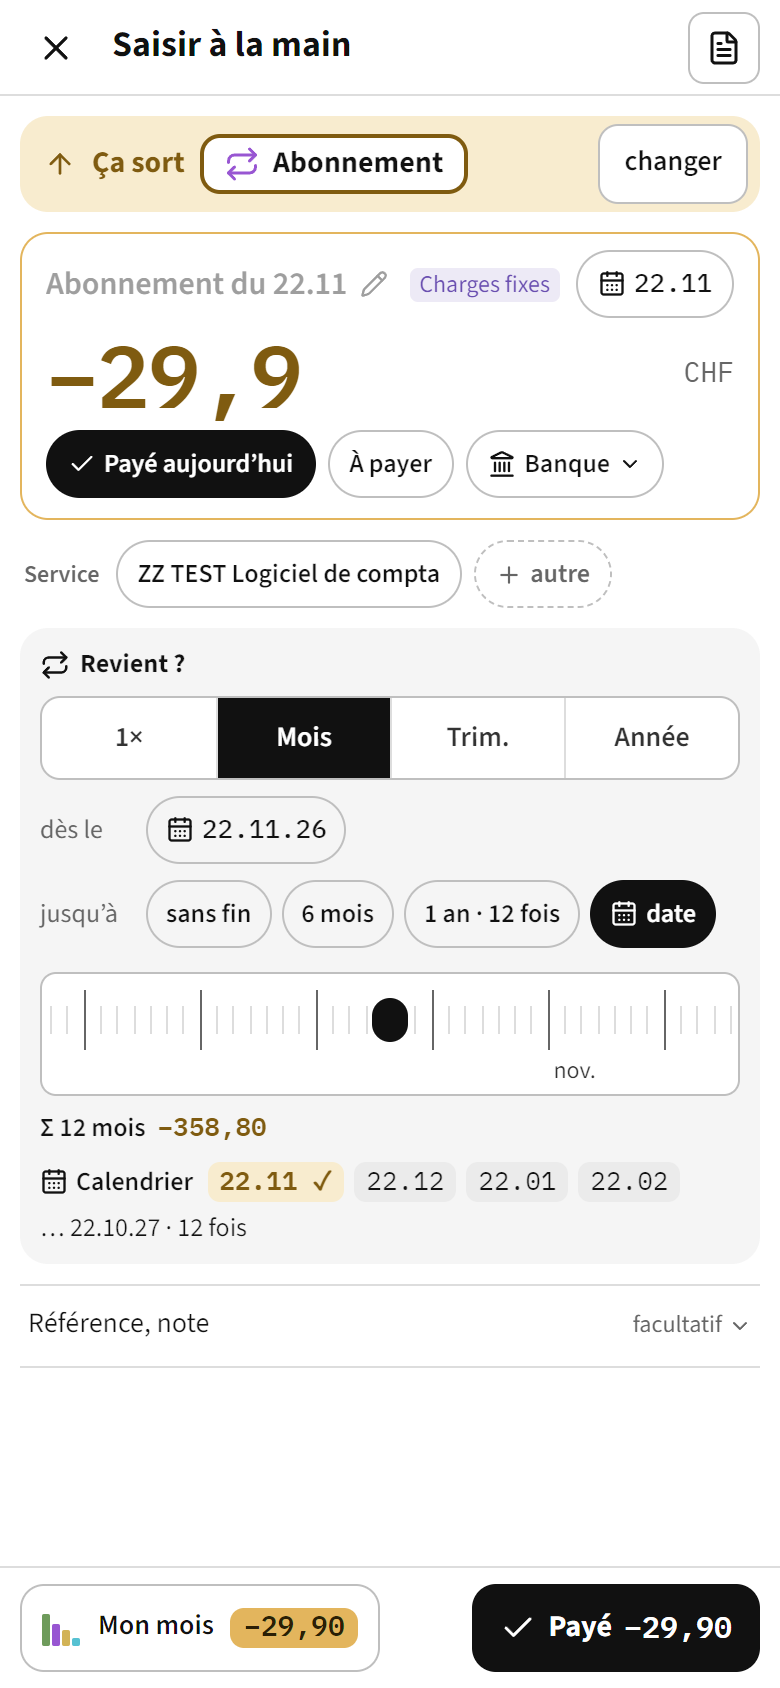 Saisir à la main
Ça sort Abonnement changer
Abonnement du 22.11 Charges fixes 22.11
−29,9 CHF
Payé aujourd’hui À payer Banque
Service ZZ TEST Logiciel de compta + autre
Revient ?
1× Mois Trim. Année
dès le 22.11.26
jusqu’à sans fin 6 mois 1 an · 12 fois date
nov.
Σ 12 mois −358,80
Calendrier 22.11 ✓ 22.12 22.01 22.02
… 22.10.27 · 12 fois
Référence, note facultatif
Mon mois −29,90 Payé −29,90